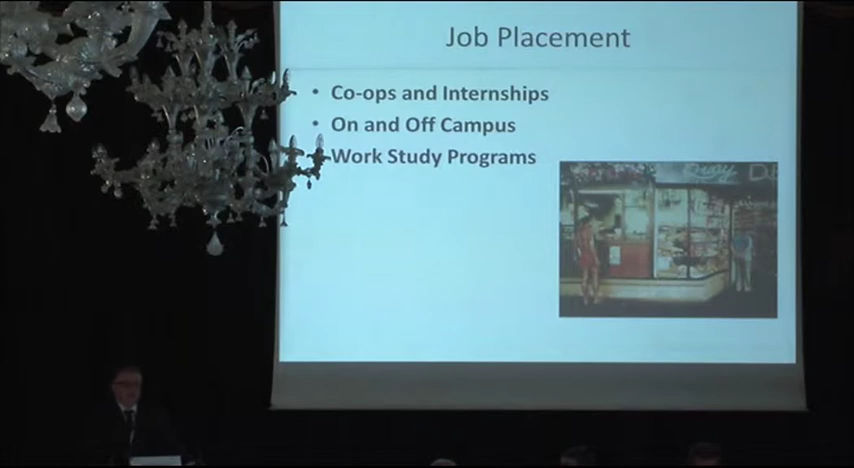 Job Placement
• Co-ops and Internships
• On and Off Campus
Work Study Programs